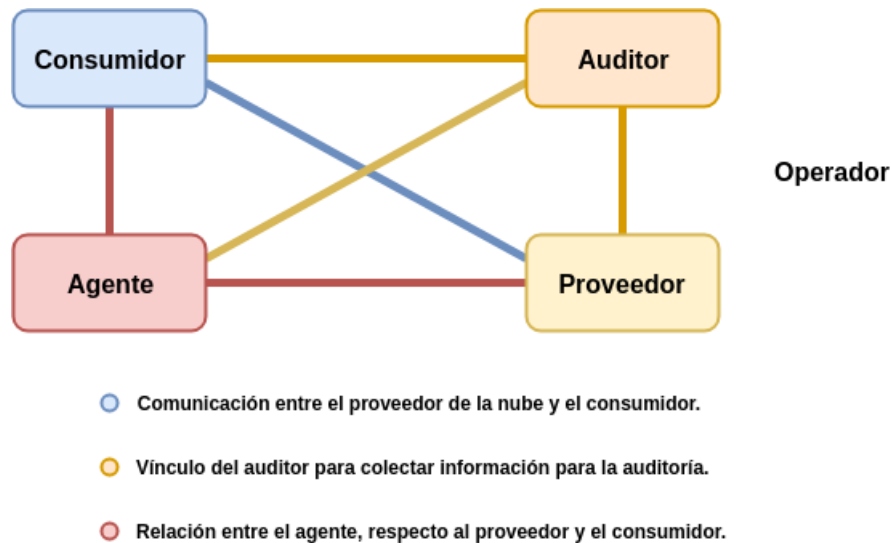 Consumidor
Auditor
Operador
Agente
Proveedor
Comunicación entre el proveedor de la nube y el consumidor.
Vínculo del auditor para colectar información para la auditoría.
Relación entre el agente, respecto al proveedor y el consumidor.